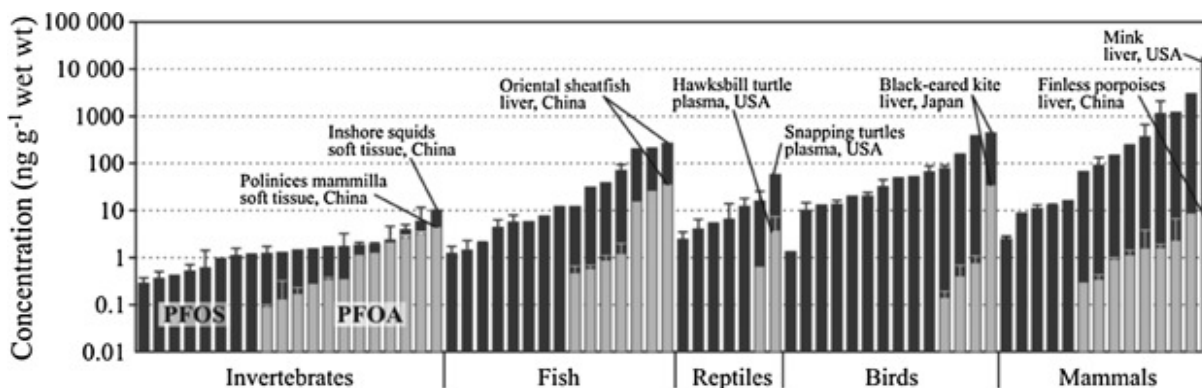 Concentration (ng g⁻¹ wet wt)
100 000
10 000
1000
100
10
1
0.1
0.01
Polinices mammilla
soft tissue, China
Inshore squids
soft tissue, China
Oriental sheatfish
liver, China
Hawksbill turtle
plasma, USA
Snapping turtles
plasma, USA
Black-eared kite
liver, Japan
Finless porpoises
liver, China
Mink
liver, USA
PFOS
PFOA
Invertebrates
Fish
Reptiles
Birds
Mammals